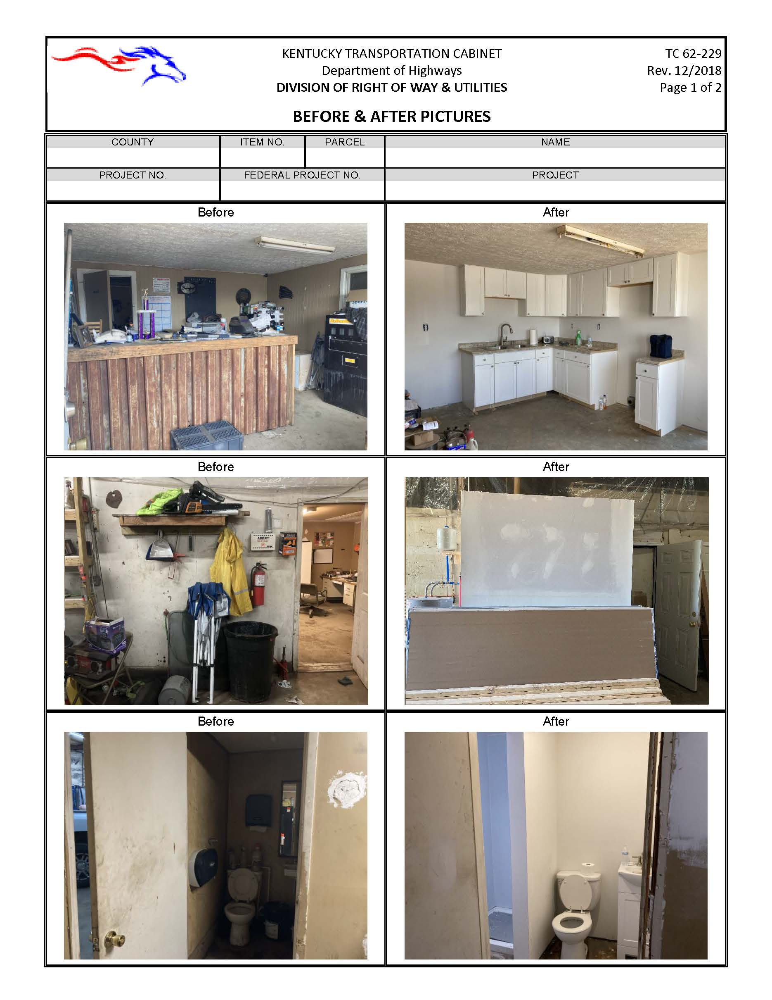 KENTUCKY TRANSPORTATION CABINET
Department of Highways
DIVISION OF RIGHT OF WAY & UTILITIES
BEFORE & AFTER PICTURES
TC 62-229
Rev. 12/2018
Page 1 of 2
COUNTY
ITEM NO.
PARCEL
NAME
PROJECT NO.
FEDERAL PROJECT NO.
PROJECT
Before
After
Sport-
Before
After
AGENT
Before
After